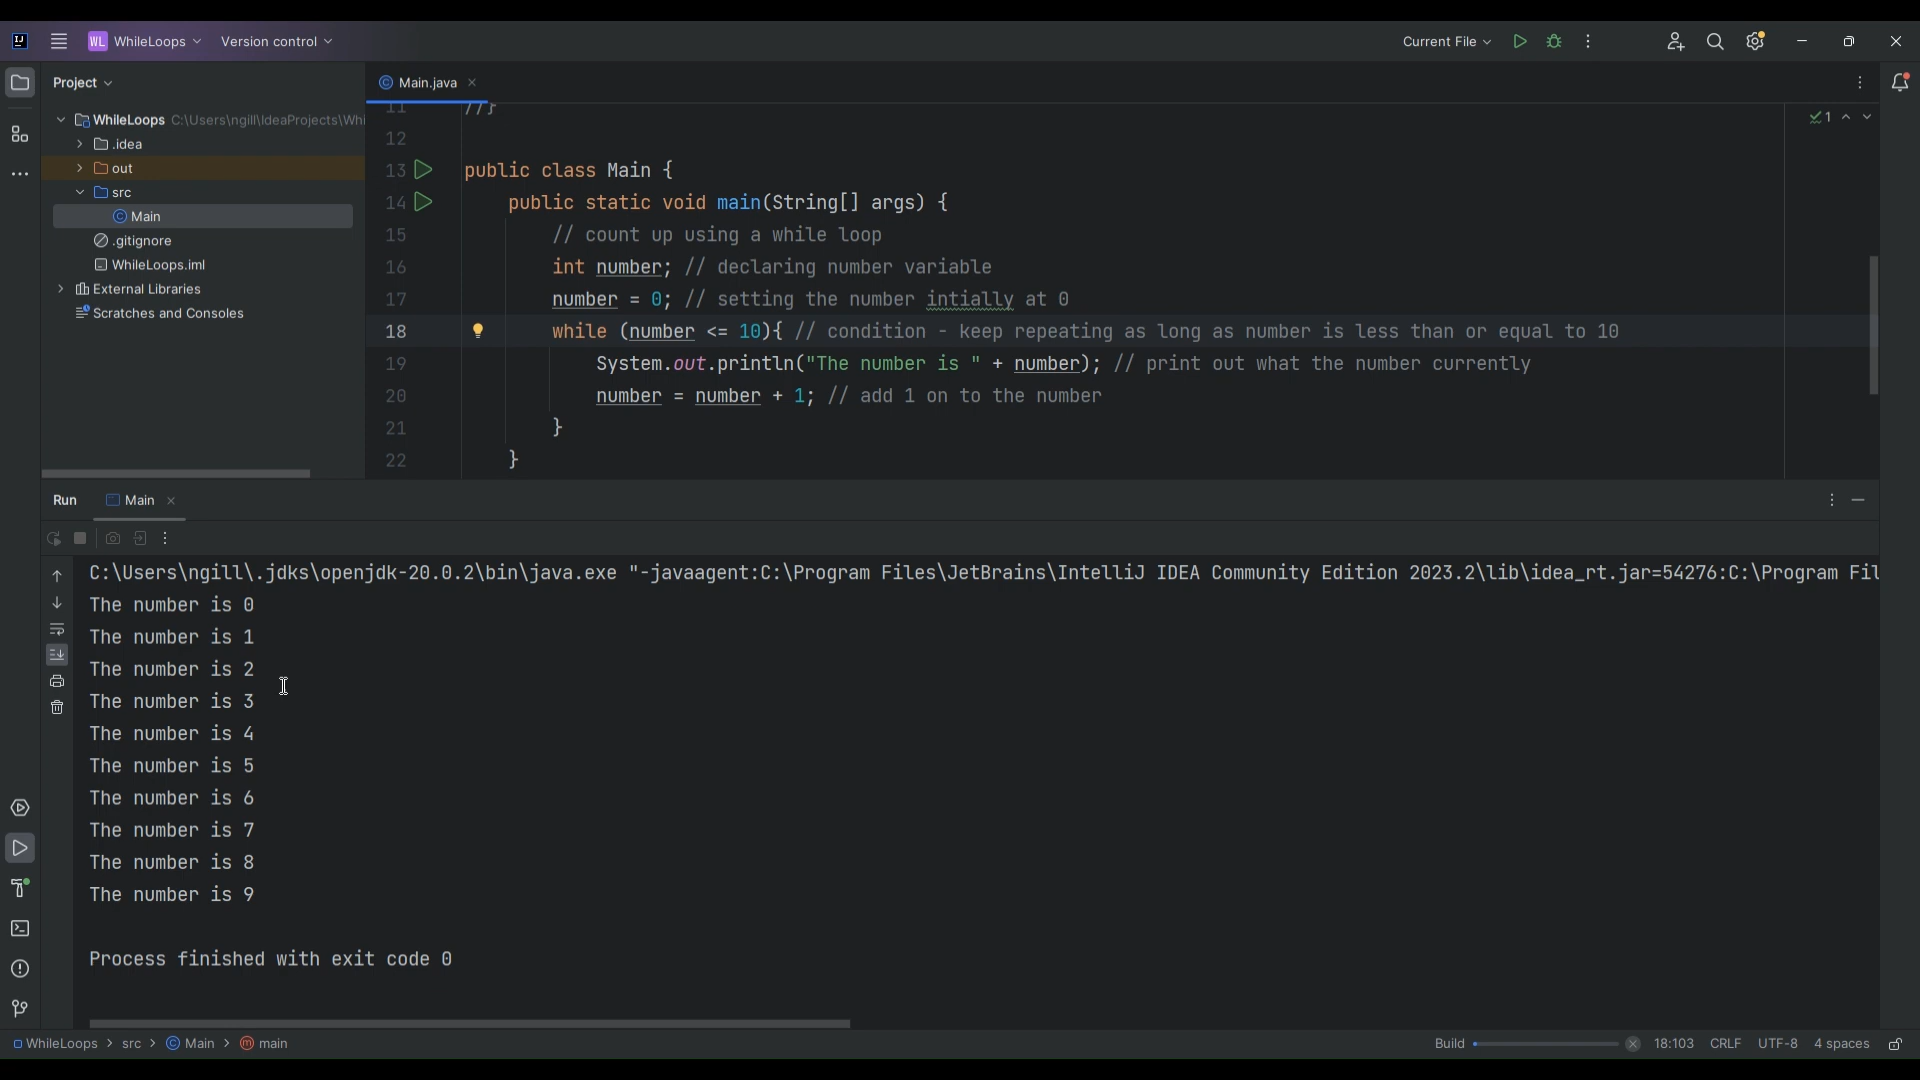 WL WhileLoops Version control Current File
Project
Main.java
WhileLoops C:\Users\ngill\IdeaProjects\Whi
.idea
out
src
Main
.gitignore
WhileLoops.iml
External Libraries
Scratches and Consoles
1
11 //}
12
13 public class Main {
14 public static void main(String[] args) {
15 // count up using a while loop
16 int number; // declaring number variable
17 number = 0; // setting the number intially at 0
18 while (number <= 10){ // condition - keep repeating as long as number is less than or equal to 10
19 System.out.println("The number is " + number); // print out what the number currently
20 number = number + 1; // add 1 on to the number
21 }
22 }
Run Main
C:\Users\ngill\.jdks\openjdk-20.0.2\bin\java.exe "-javaagent:C:\Program Files\JetBrains\IntelliJ IDEA Community Edition 2023.2\lib\idea_rt.jar=54276:C:\Program Fil
The number is 0
The number is 1
The number is 2
The number is 3
The number is 4
The number is 5
The number is 6
The number is 7
The number is 8
The number is 9
Process finished with exit code 0
WhileLoops > src > Main > main Build 18:103 CRLF UTF-8 4 spaces